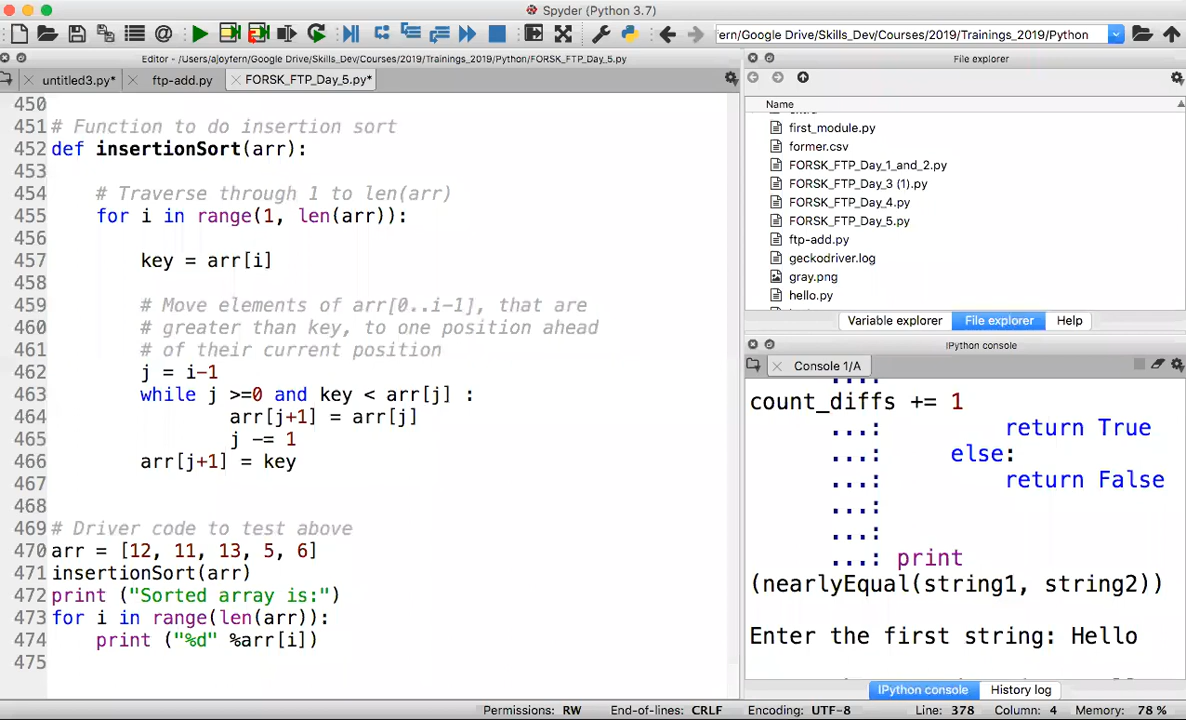 Spyder (Python 3.7)
ern/Google Drive/Skills_Dev/Courses/2019/Trainings_2019/Python
Editor - /Users/ajoyfern/Google Drive/Skills_Dev/Courses/2019/Trainings_2019/Python/FORSK_FTP_Day_5.py
untitled3.py* ftp-add.py FORSK_FTP_Day_5.py*
450
451 # Function to do insertion sort
452 def insertionSort(arr):
453
454 # Traverse through 1 to len(arr)
455 for i in range(1, len(arr)):
456
457 key = arr[i]
458
459 # Move elements of arr[0..i-1], that are
460 # greater than key, to one position ahead
461 # of their current position
462 j = i-1
463 while j >=0 and key < arr[j] :
464 arr[j+1] = arr[j]
465 j -= 1
466 arr[j+1] = key
467
468
469 # Driver code to test above
470 arr = [12, 11, 13, 5, 6]
471 insertionSort(arr)
472 print ("Sorted array is:")
473 for i in range(len(arr)):
474 print ("%d" %arr[i])
475
File explorer
Name
first_module.py
former.csv
FORSK_FTP_Day_1_and_2.py
FORSK_FTP_Day_3 (1).py
FORSK_FTP_Day_4.py
FORSK_FTP_Day_5.py
ftp-add.py
geckodriver.log
gray.png
hello.py
Variable explorer File explorer Help
IPython console
Console 1/A
...:
count_diffs += 1
...: return True
...: else:
...: return False
...:
...:
...: print
(nearlyEqual(string1, string2))
Enter the first string: Hello
IPython console History log
Permissions: RW End-of-lines: CRLF Encoding: UTF-8 Line: 378 Column: 4 Memory: 78 %